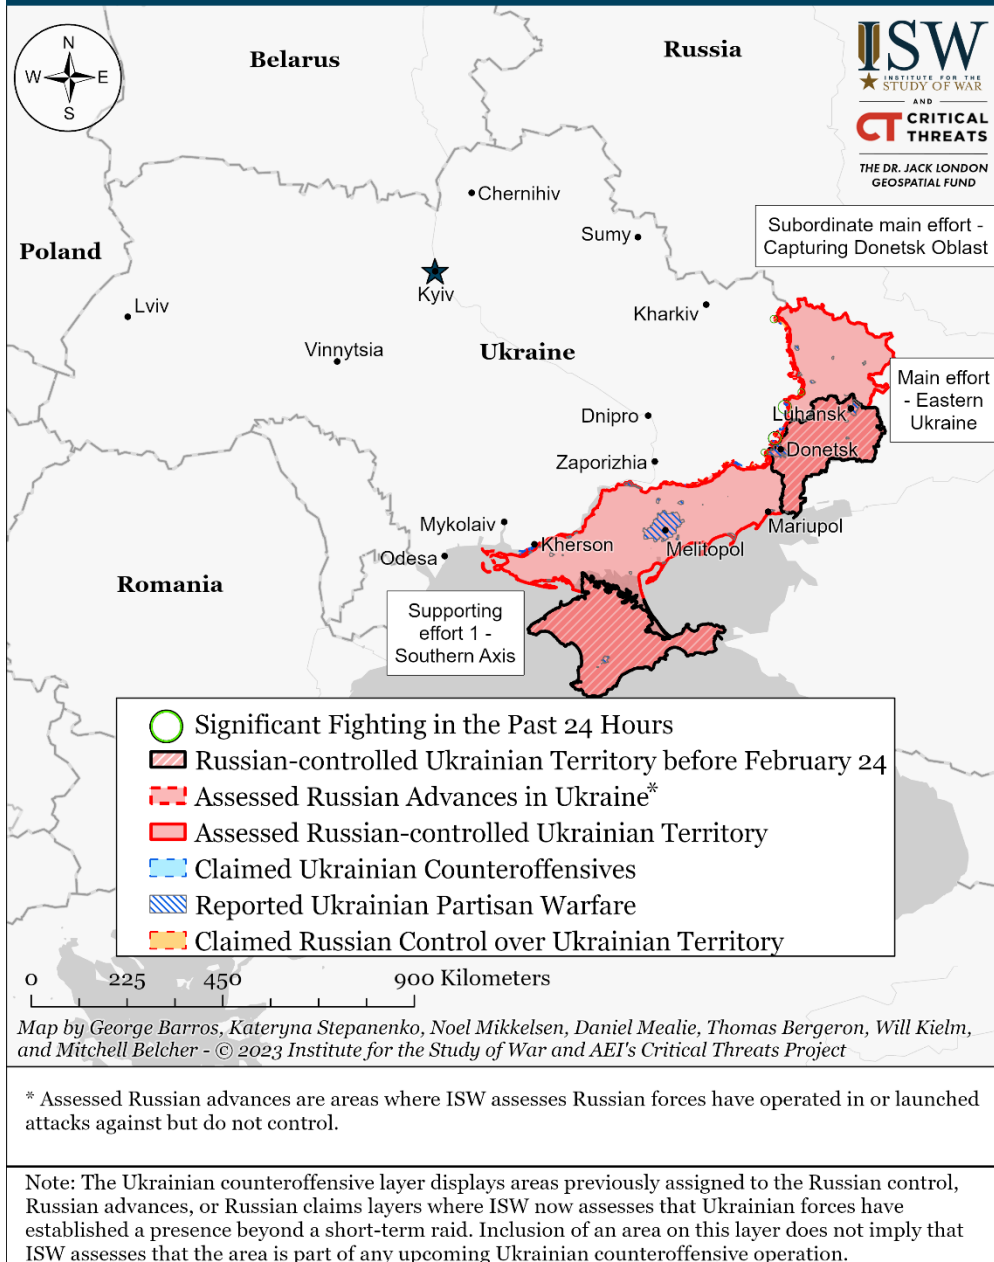 N
W
E
S
Belarus
Russia
ISW
INSTITUTE FOR THE
STUDY OF WAR
AND
CT CRITICAL
THREATS
THE DR. JACK LONDON
GEOSPATIAL FUND
Chernihiv
Sumy
Subordinate main effort -
Capturing Donetsk Oblast
Poland
Kyiv
Lviv
Kharkiv
Vinnytsia
Ukraine
Main effort
- Eastern
Ukraine
Dnipro
Luhansk
Donetsk
Zaporizhia
Mykolaiv
Mariupol
Kherson
Melitopol
Odesa
Romania
Supporting
effort 1 -
Southern Axis
Significant Fighting in the Past 24 Hours
Russian-controlled Ukrainian Territory before February 24
Assessed Russian Advances in Ukraine*
Assessed Russian-controlled Ukrainian Territory
Claimed Ukrainian Counteroffensives
Reported Ukrainian Partisan Warfare
Claimed Russian Control over Ukrainian Territory
0 225 450 900 Kilometers
Map by George Barros, Kateryna Stepanenko, Noel Mikkelsen, Daniel Mealie, Thomas Bergeron, Will Kielm,
and Mitchell Belcher - © 2023 Institute for the Study of War and AEI's Critical Threats Project
* Assessed Russian advances are areas where ISW assesses Russian forces have operated in or launched
attacks against but do not control.
Note: The Ukrainian counteroffensive layer displays areas previously assigned to the Russian control,
Russian advances, or Russian claims layers where ISW now assesses that Ukrainian forces have
established a presence beyond a short-term raid. Inclusion of an area on this layer does not imply that
ISW assesses that the area is part of any upcoming Ukrainian counteroffensive operation.